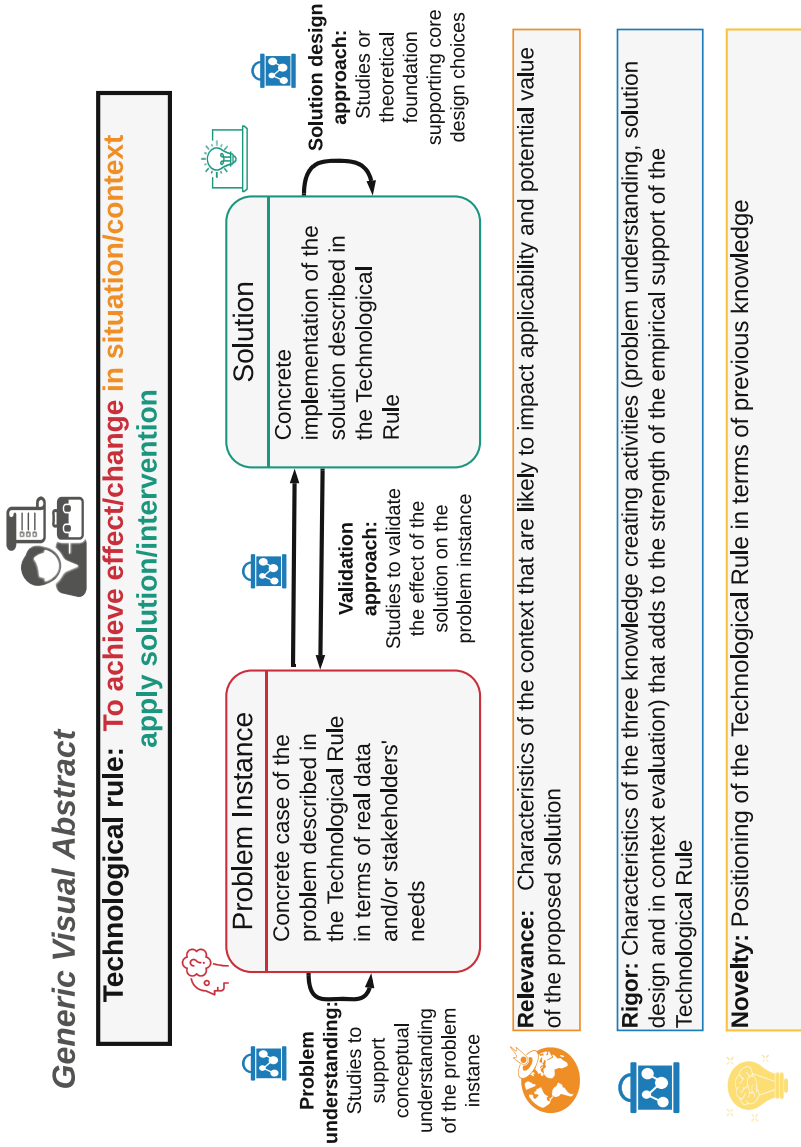 Generic Visual Abstract
Technological rule: To achieve effect/change in situation/context
apply solution/intervention
Problem
understanding:
Studies to
support
conceptual
understanding
of the problem
instance
Problem Instance
Concrete case of the
problem described in
the Technological Rule
in terms of real data
and/or stakeholders'
needs
Validation
approach:
Studies to validate
the effect of the
solution on the
problem instance
Solution
Concrete
implementation of the
solution described in
the Technological
Rule
Solution design
approach:
Studies or
theoretical
foundation
supporting core
design choices
Relevance: Characteristics of the context that are likely to impact applicability and potential value
of the proposed solution
Rigor: Characteristics of the three knowledge creating activities (problem understanding, solution
design and in context evaluation) that adds to the strength of the empirical support of the
Technological Rule
Novelty: Positioning of the Technological Rule in terms of previous knowledge